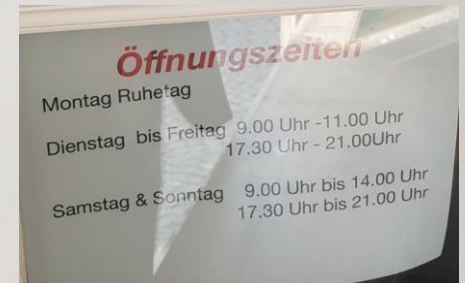 Öffnungszeiten
Montag Ruhetag
Dienstag bis Freitag 9.00 Uhr -11.00 Uhr
17.30 Uhr - 21.00Uhr
Samstag & Sonntag 9.00 Uhr bis 14.00 Uhr
17.30 Uhr bis 21.00 Uhr